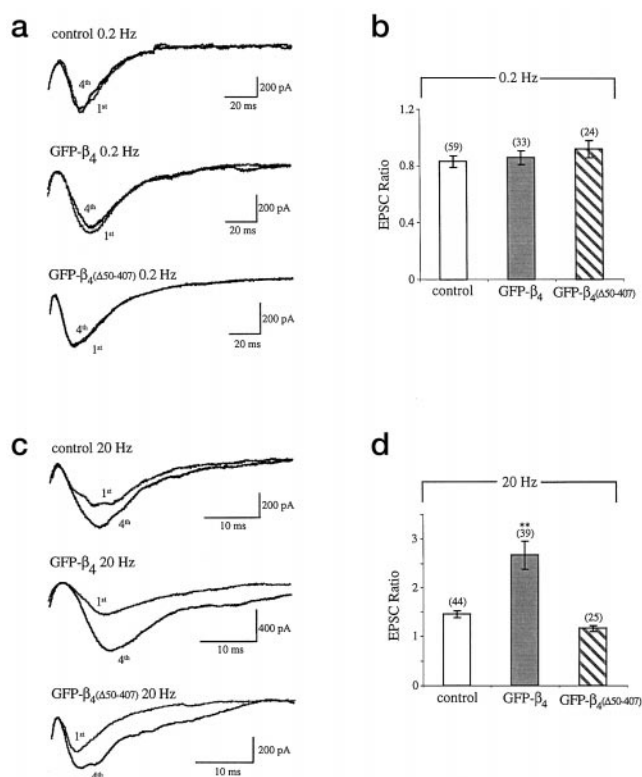 a
control 0.2 Hz
4th
1st
200 pA
20 ms
GFP-β4 0.2 Hz
4th
1st
200 pA
20 ms
GFP-β4(Δ50-407) 0.2 Hz
4th
1st
200 pA
20 ms
b
0.2 Hz
EPSC Ratio
1.2
0.8
0.4
0
(59)
(33)
(24)
control
GFP-β4
GFP-β4(Δ50-407)
c
control 20 Hz
1st
4th
200 pA
10 ms
GFP-β4 20 Hz
1st
4th
400 pA
10 ms
GFP-β4(Δ50-407) 20 Hz
1st
4th
200 pA
10 ms
d
20 Hz
EPSC Ratio
3
2
1
0
(44)
**
(39)
(25)
control
GFP-β4
GFP-β4(Δ50-407)